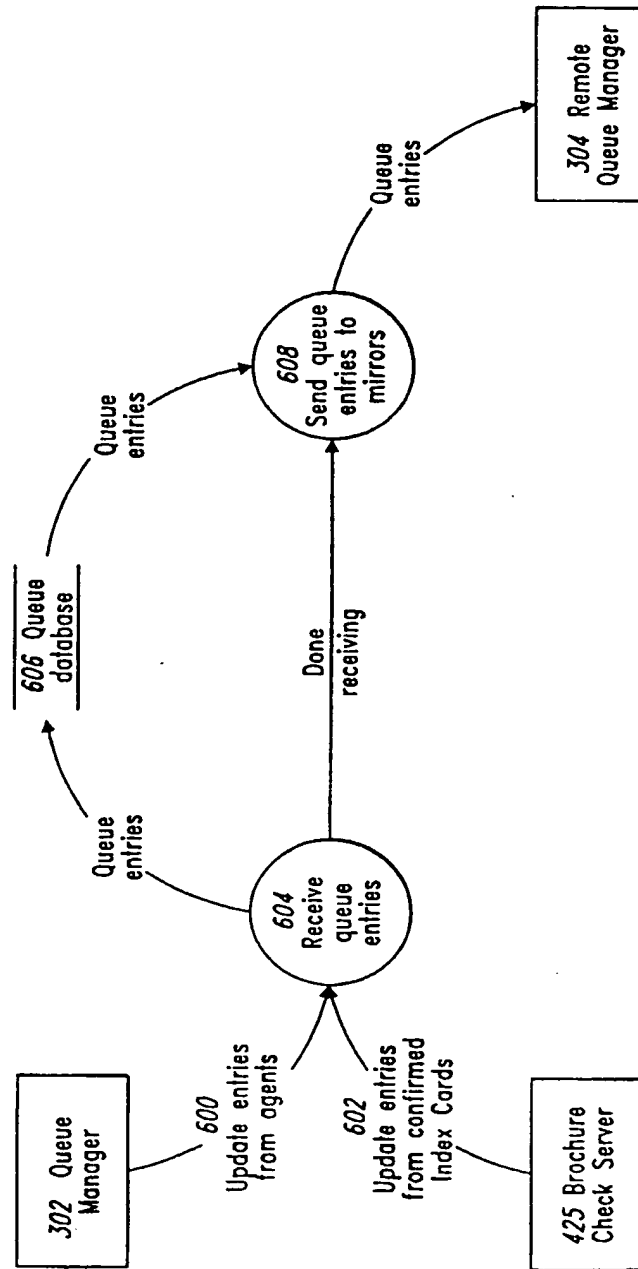 302 Queue
Manager
600
Update entries
from agents
602
Update entries
from confirmed
Index Cards
425 Brochure
Check Server
604
Receive
queue
entries
Queue
entries
606 Queue
database
Done
receiving
Queue
entries
608
Send queue
entries to
mirrors
Queue
entries
304 Remote
Queue Manager